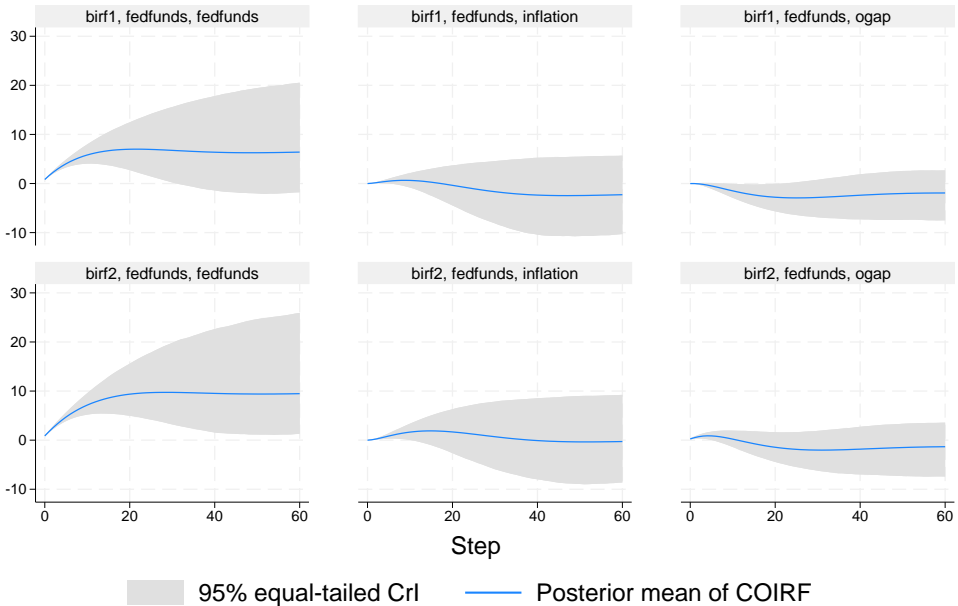 birf1, fedfunds, fedfunds
birf1, fedfunds, inflation
birf1, fedfunds, ogap
30
20
10
0
-10
birf2, fedfunds, fedfunds
birf2, fedfunds, inflation
birf2, fedfunds, ogap
30
20
10
0
-10
0 20 40 60
0 20 40 60
0 20 40 60
Step
95% equal-tailed CrI
Posterior mean of COIRF